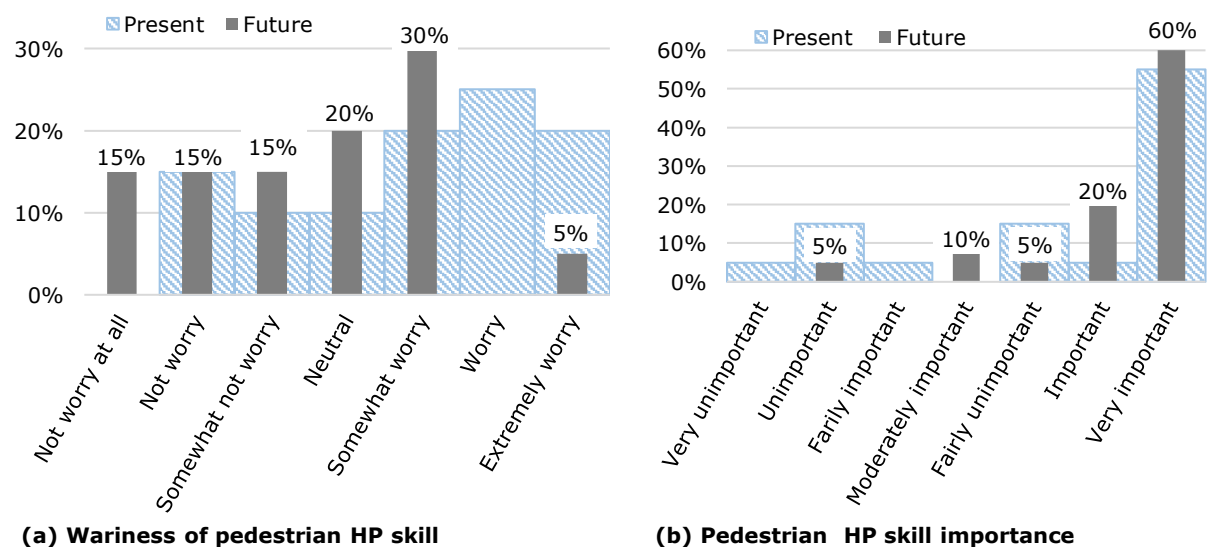 Present Future
30%
20%
10%
0%
15%
15%
15%
20%
30%
5%
Not worry at all
Not worry
Somewhat not worry
Neutral
Somewhat worry
Worry
Extremely worry
(a) Wariness of pedestrian HP skill
Present Future
60%
50%
40%
30%
20%
10%
0%
5%
10%
5%
20%
60%
Very unimportant
Unimportant
Farily important
Moderately important
Fairly unimportant
Important
Very important
(b) Pedestrian HP skill importance